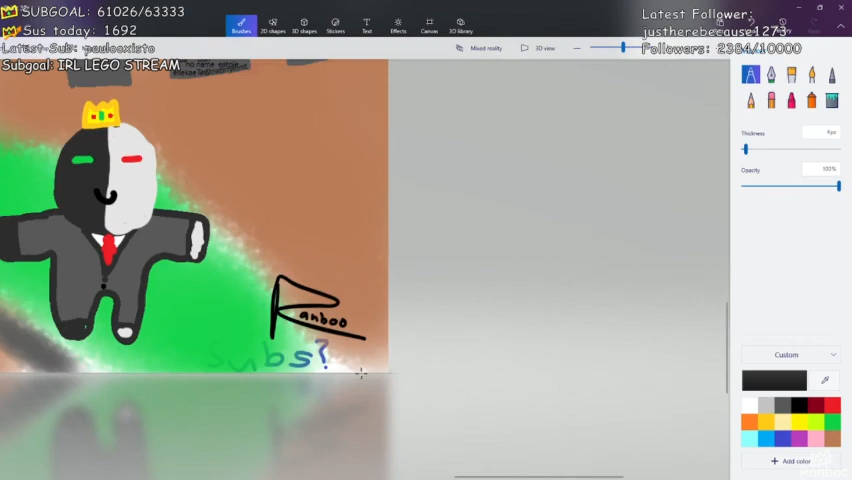 SUBGOAL: 61026/63333
Sus today: 1692
Latest Sub: paulooxisto
Subgoal: IRL LEGO STREAM
Latest Follower:
justherebecause1273
Followers: 2384/10000
Brushes
2D shapes
3D shapes
Stickers
Text
Effects
Canvas
3D library
Mixed reality
3D view
Thickness
4px
Opacity
100%
Ranboo
Subs?
Custom
Add color